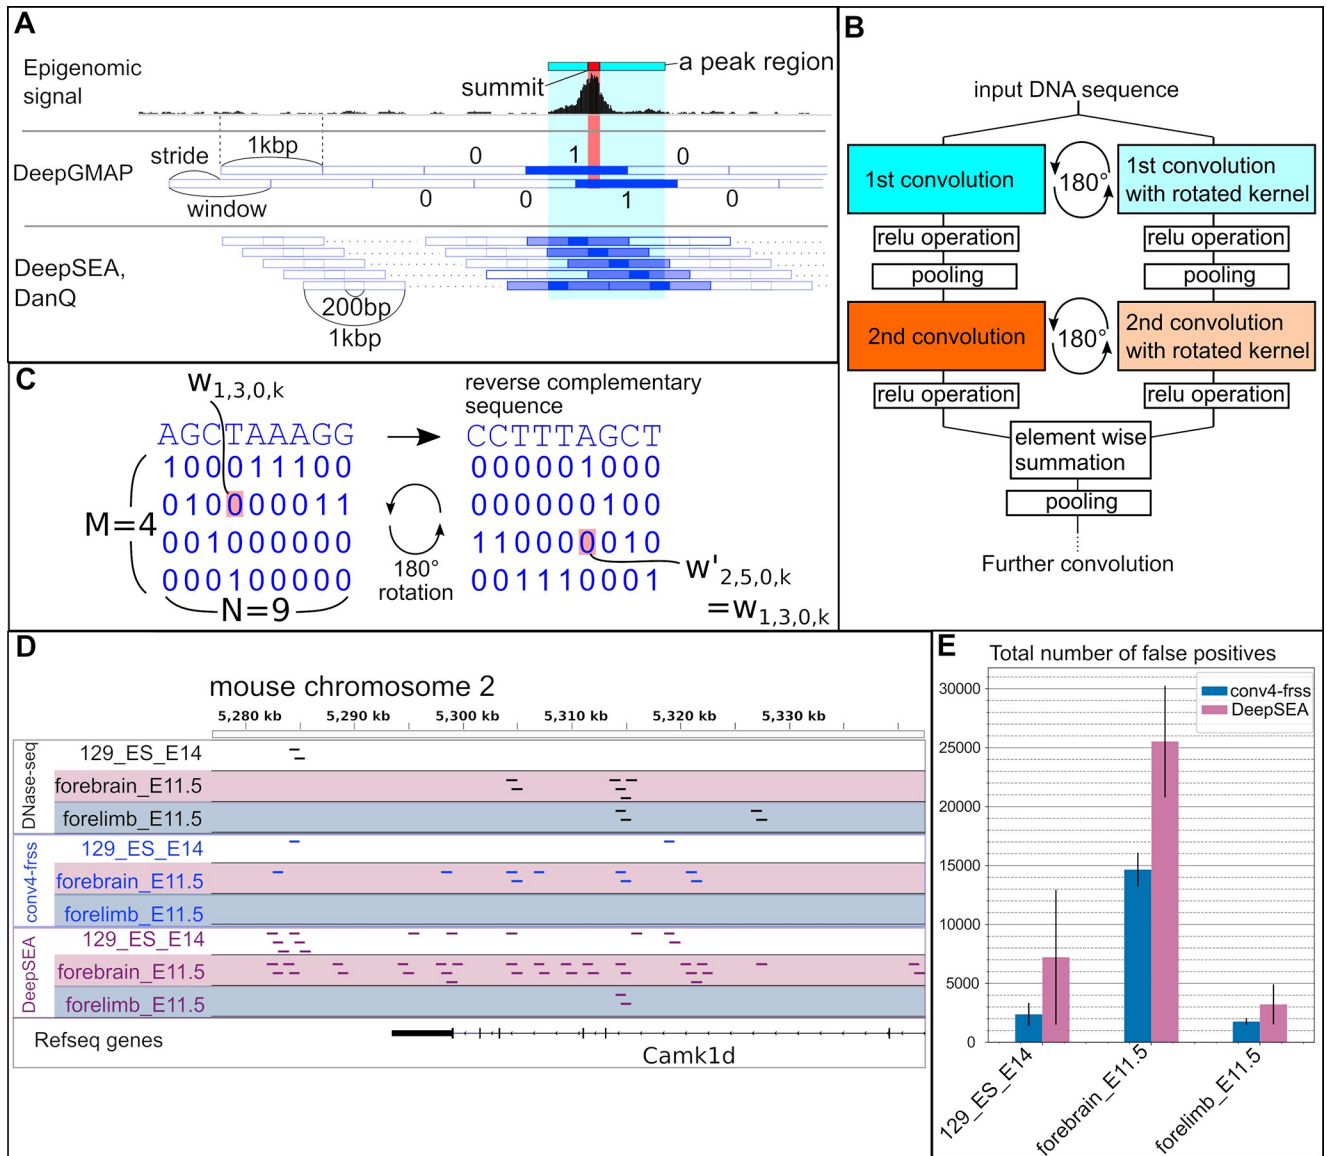 A
Epigenomic
signal
summit
a peak region
1kbp
stride
0 1 0
DeepGMAP
window
0 0 1 0
DeepSEA,
DanQ
200bp
1kbp
B
input DNA sequence
1st convolution
180°
1st convolution
with rotated kernel
relu operation
relu operation
pooling
pooling
2nd convolution
180°
2nd convolution
with rotated kernel
relu operation
relu operation
element wise
summation
pooling
Further convolution
C
w1,3,0,k
reverse complementary
sequence
AGCTAAAGG
CCTTTAGCT
100011100
000001000
010000011
000000100
M=4
001000000
110000010
000100000
001110001
N=9
180°
rotation
w'2,5,0,k
=w1,3,0,k
D
mouse chromosome 2
5,280 kb 5,290 kb 5,300 kb 5,310 kb 5,320 kb 5,330 kb
DNase-seq
129_ES_E14
forebrain_E11.5
forelimb_E11.5
conv4-frss
129_ES_E14
forebrain_E11.5
forelimb_E11.5
DeepSEA
129_ES_E14
forebrain_E11.5
forelimb_E11.5
Refseq genes
Camk1d
E
Total number of false positives
conv4-frss
DeepSEA
30000
25000
20000
15000
10000
5000
0
129_ES_E14
forebrain_E11.5
forelimb_E11.5